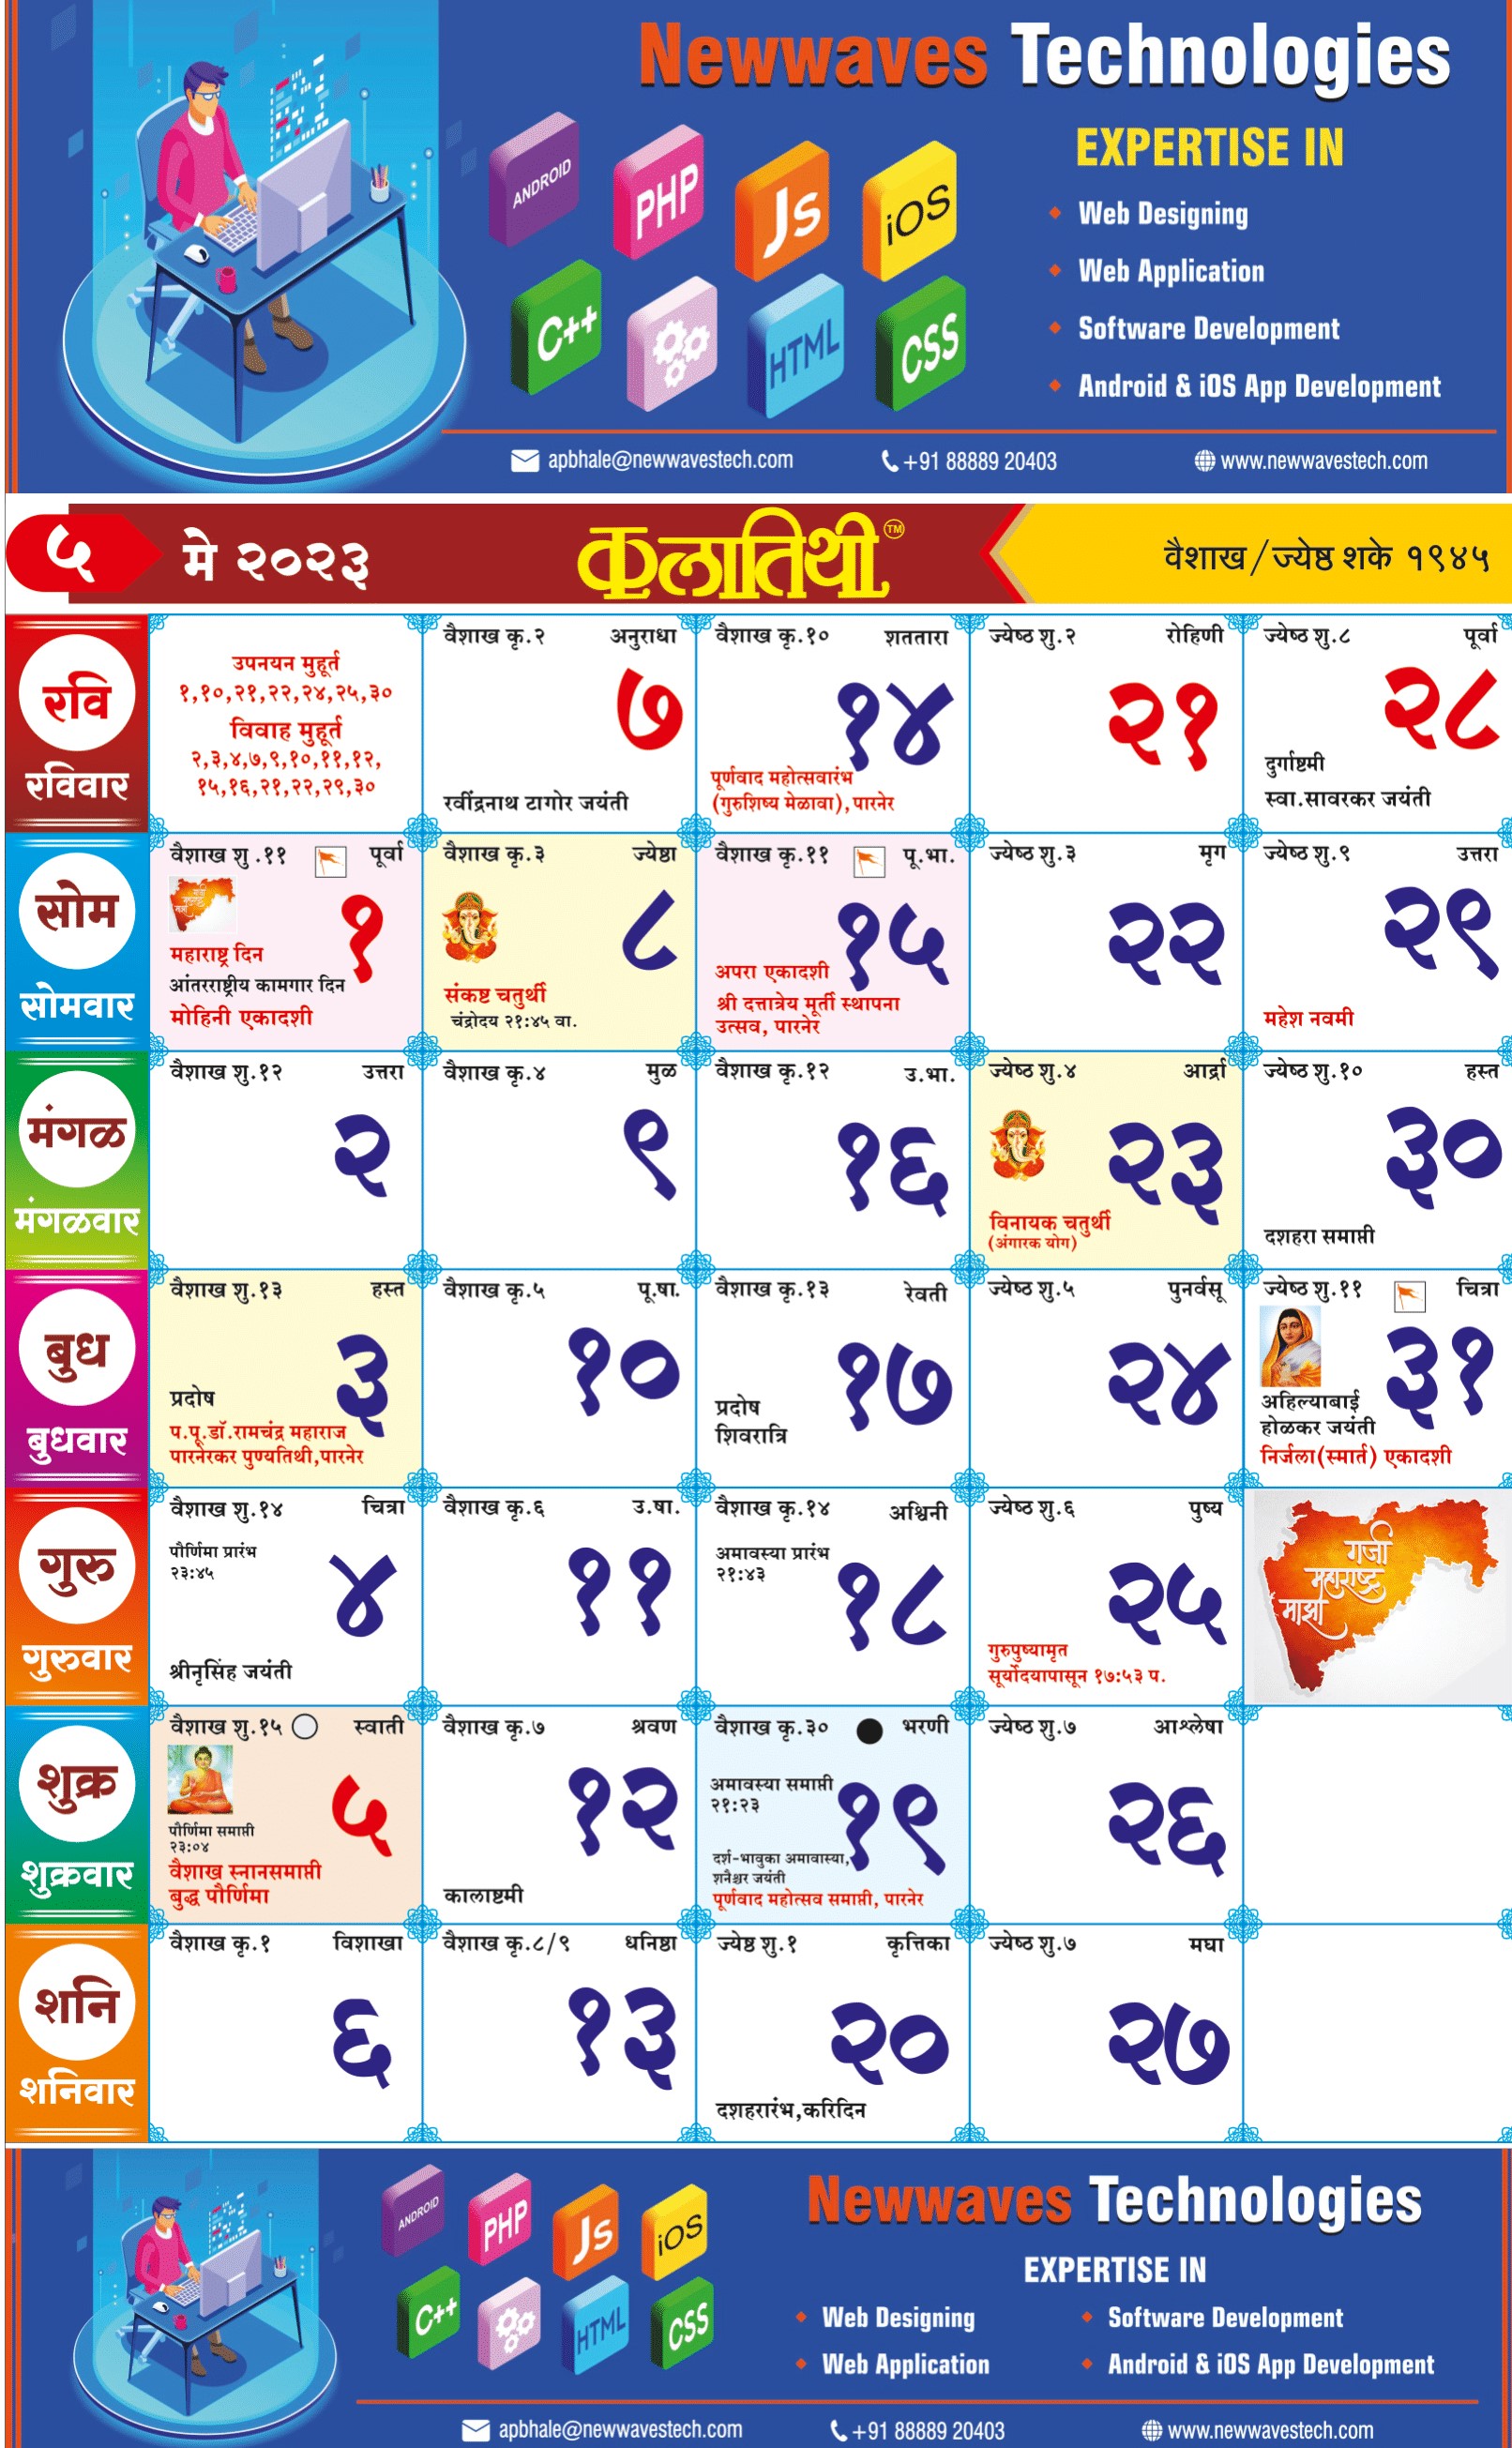 Newwaves Technologies
EXPERTISE IN
Web Designing
Web Application
Software Development
Android & iOS App Development
ANDROID
PHP
Js
iOS
C++
HTML
CSS
apbhale@newwavestech.com +91 88889 20403 www.newwavestech.com
५ मे २०२३ कलातिथी TM वैशाख/ज्येष्ठ शके १९४५
रवि
रविवार
उपनयन मुहूर्त
१,१०,२१,२२,२४,२५,३०
विवाह मुहूर्त
२,३,४,७,९,१०,११,१२,
१५,१६,२१,२२,२९,३०
वैशाख कृ.२ अनुराधा
७
रवींद्रनाथ टागोर जयंती
वैशाख कृ.१० शततारा
१४
पूर्णवाद महोत्सवारंभ
(गुरुशिष्य मेळावा), पारनेर
ज्येष्ठ शु.२ रोहिणी
२१
ज्येष्ठ शु.८ पूर्वा
२८
दुर्गाष्टमी
स्वा.सावरकर जयंती
सोम
सोमवार
वैशाख शु.११ पूर्वा
१
महाराष्ट्र दिन
आंतरराष्ट्रीय कामगार दिन
मोहिनी एकादशी
वैशाख कृ.३ ज्येष्ठा
८
संकष्ट चतुर्थी
चंद्रोदय २१:४५ वा.
वैशाख कृ.११ पू.भा.
१५
अपरा एकादशी
श्री दत्तात्रेय मूर्ती स्थापना
उत्सव, पारनेर
ज्येष्ठ शु.३ मृग
२२
ज्येष्ठ शु.९ उत्तरा
२९
महेश नवमी
मंगळ
मंगळवार
वैशाख शु.१२ उत्तरा
२
वैशाख कृ.४ मुळ
९
वैशाख कृ.१२ उ.भा.
१६
ज्येष्ठ शु.४ आर्द्रा
२३
विनायक चतुर्थी
(अंगारक योग)
ज्येष्ठ शु.१० हस्त
३०
दशहरा समाप्ती
बुध
बुधवार
वैशाख शु.१३ हस्त
३
प्रदोष
प.पू.डॉ.रामचंद्र महाराज
पारनेरकर पुण्यतिथी,पारनेर
वैशाख कृ.५ पू.षा.
१०
वैशाख कृ.१३ रेवती
१७
प्रदोष
शिवरात्रि
ज्येष्ठ शु.५ पुनर्वसू
२४
ज्येष्ठ शु.११ चित्रा
३१
अहिल्याबाई
होळकर जयंती
निर्जला(स्मार्त) एकादशी
गुरु
गुरुवार
वैशाख शु.१४ चित्रा
पौर्णिमा प्रारंभ
२३:४५
४
श्रीनृसिंह जयंती
वैशाख कृ.६ उ.षा.
११
वैशाख कृ.१४ अश्विनी
अमावस्या प्रारंभ
२१:४३
१८
ज्येष्ठ शु.६ पुष्य
२५
गुरुपुष्यामृत
सूर्योदयापासून १७:५३ प.
गर्जा
महाराष्ट्र
माझा
शुक्र
शुक्रवार
वैशाख शु.१५ स्वाती
५
पौर्णिमा समाप्ती
२३:०४
वैशाख स्नानसमाप्ती
बुद्ध पौर्णिमा
वैशाख कृ.७ श्रवण
१२
कालाष्टमी
वैशाख कृ.३० भरणी
अमावस्या समाप्ती
२१:२३
१९
दर्श-भावुका अमावास्या,
शनैश्चर जयंती
पूर्णवाद महोत्सव समाप्ती, पारनेर
ज्येष्ठ शु.७ आश्लेषा
२६
शनि
शनिवार
वैशाख कृ.१ विशाखा
६
वैशाख कृ.८/९ धनिष्ठा
१३
ज्येष्ठ शु.१ कृत्तिका
२०
दशहरारंभ,करिदिन
ज्येष्ठ शु.७ मघा
२७
ANDROID
PHP
Js
iOS
C++
HTML
CSS
Newwaves Technologies
EXPERTISE IN
Web Designing Software Development
Web Application Android & iOS App Development
apbhale@newwavestech.com +91 88889 20403 www.newwavestech.com